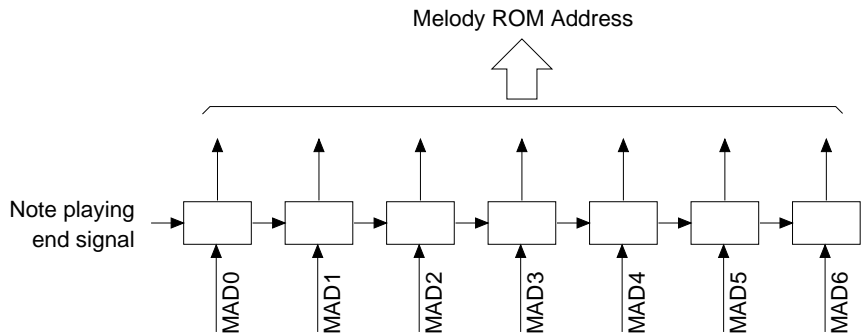 Melody ROM Address
Note playing
end signal
MAD0
MAD1
MAD2
MAD3
MAD4
MAD5
MAD6